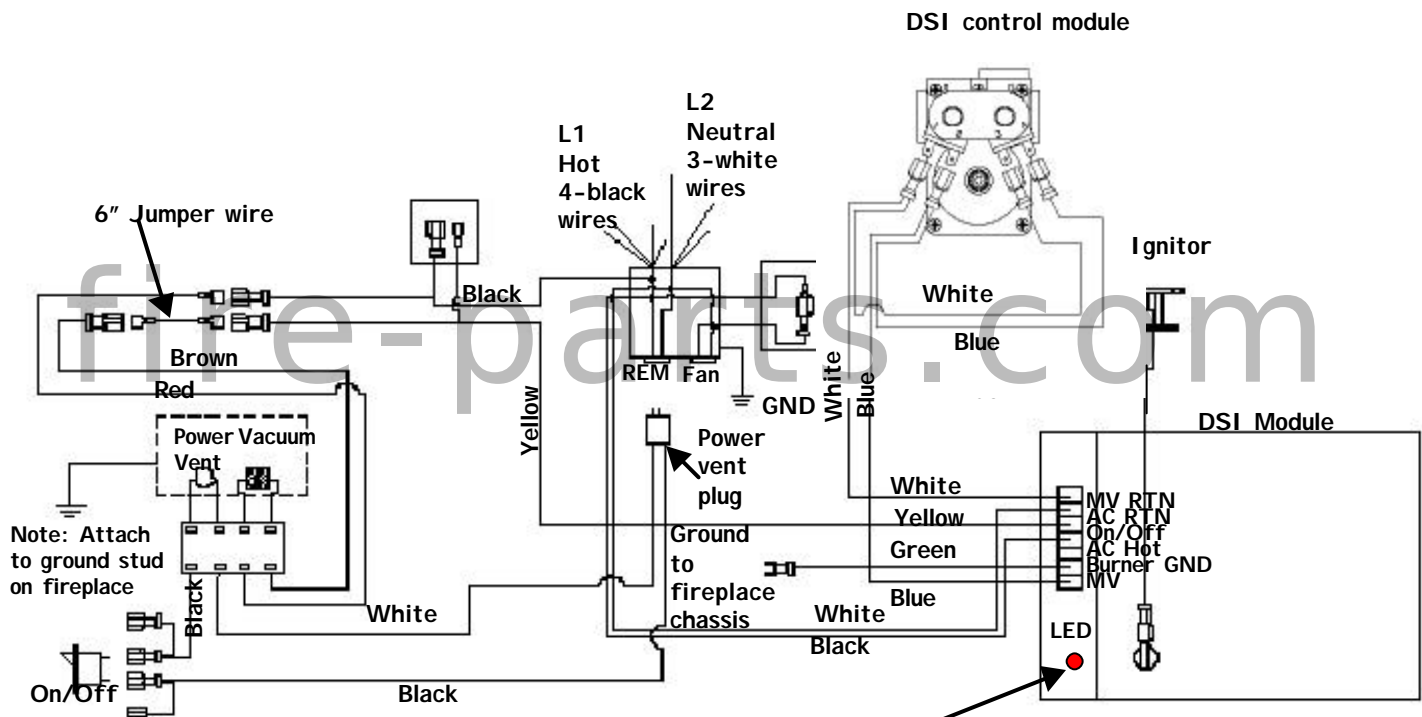 DSI control module
L1
Hot
4-black
wires
L2
Neutral
3-white
wires
6" Jumper wire
Ignitor
Black
White
Blue
fire-parts.com
Brown
Red
REM
Fan
GND
White
Blue
Yellow
Power Vacuum
Vent
Power
vent
plug
DSI Module
Note: Attach
to ground stud
on fireplace
White
Yellow
Green
Blue
MV RTN
AC RTN
On/Off
AC Hot
Burner GND
MV
Ground
to
fireplace
chassis
Black
White
White
Black
LED
On/Off
Black